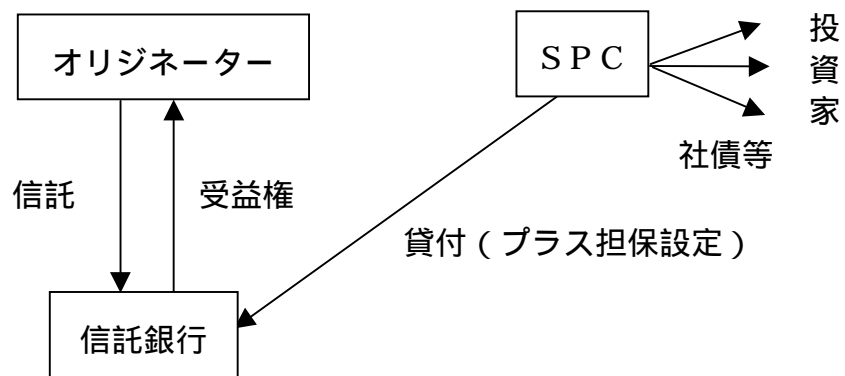 オリジネーター
ＳＰＣ
投資家
社債等
信託
受益権
貸付（プラス担保設定）
信託銀行